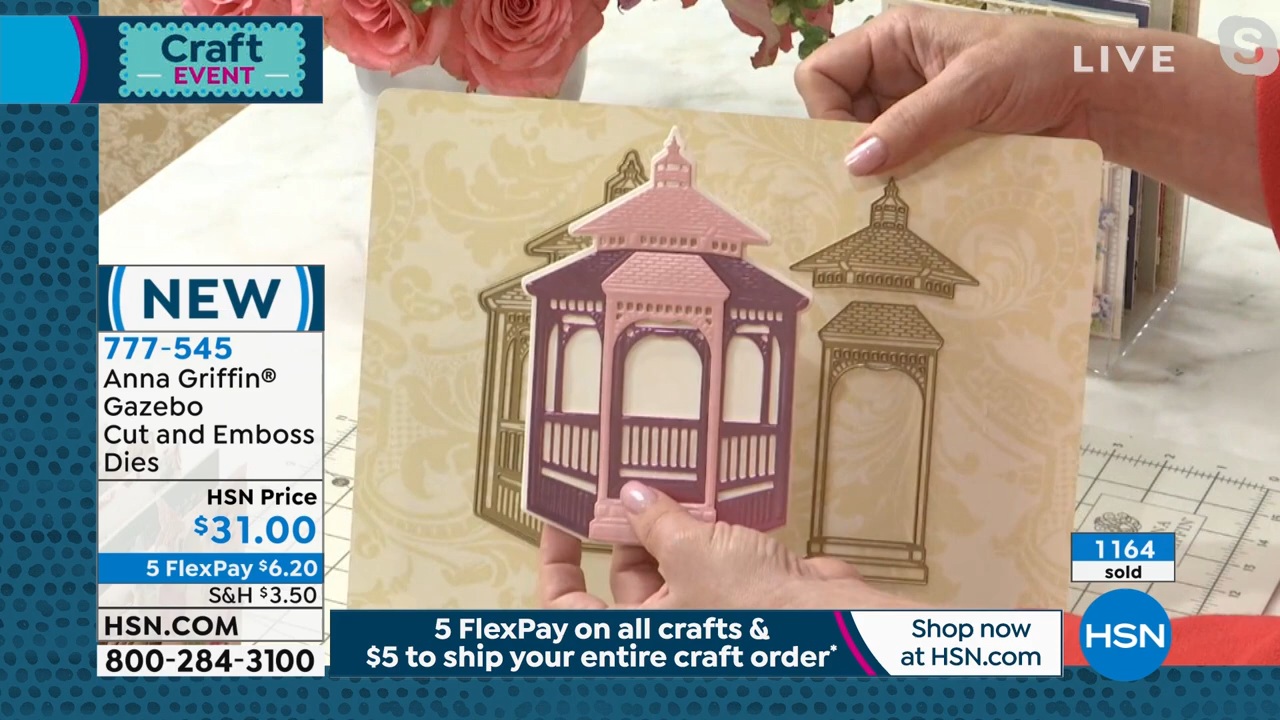 Craft
EVENT
LIVE
S
NEW
777-545
Anna Griffin®
Gazebo
Cut and Emboss
Dies
HSN Price
$31.00
5 FlexPay $6.20
S&H $3.50
HSN.COM
800-284-3100
1164
sold
5 FlexPay on all crafts &
$5 to ship your entire craft order*
Shop now
at HSN.com
HSN